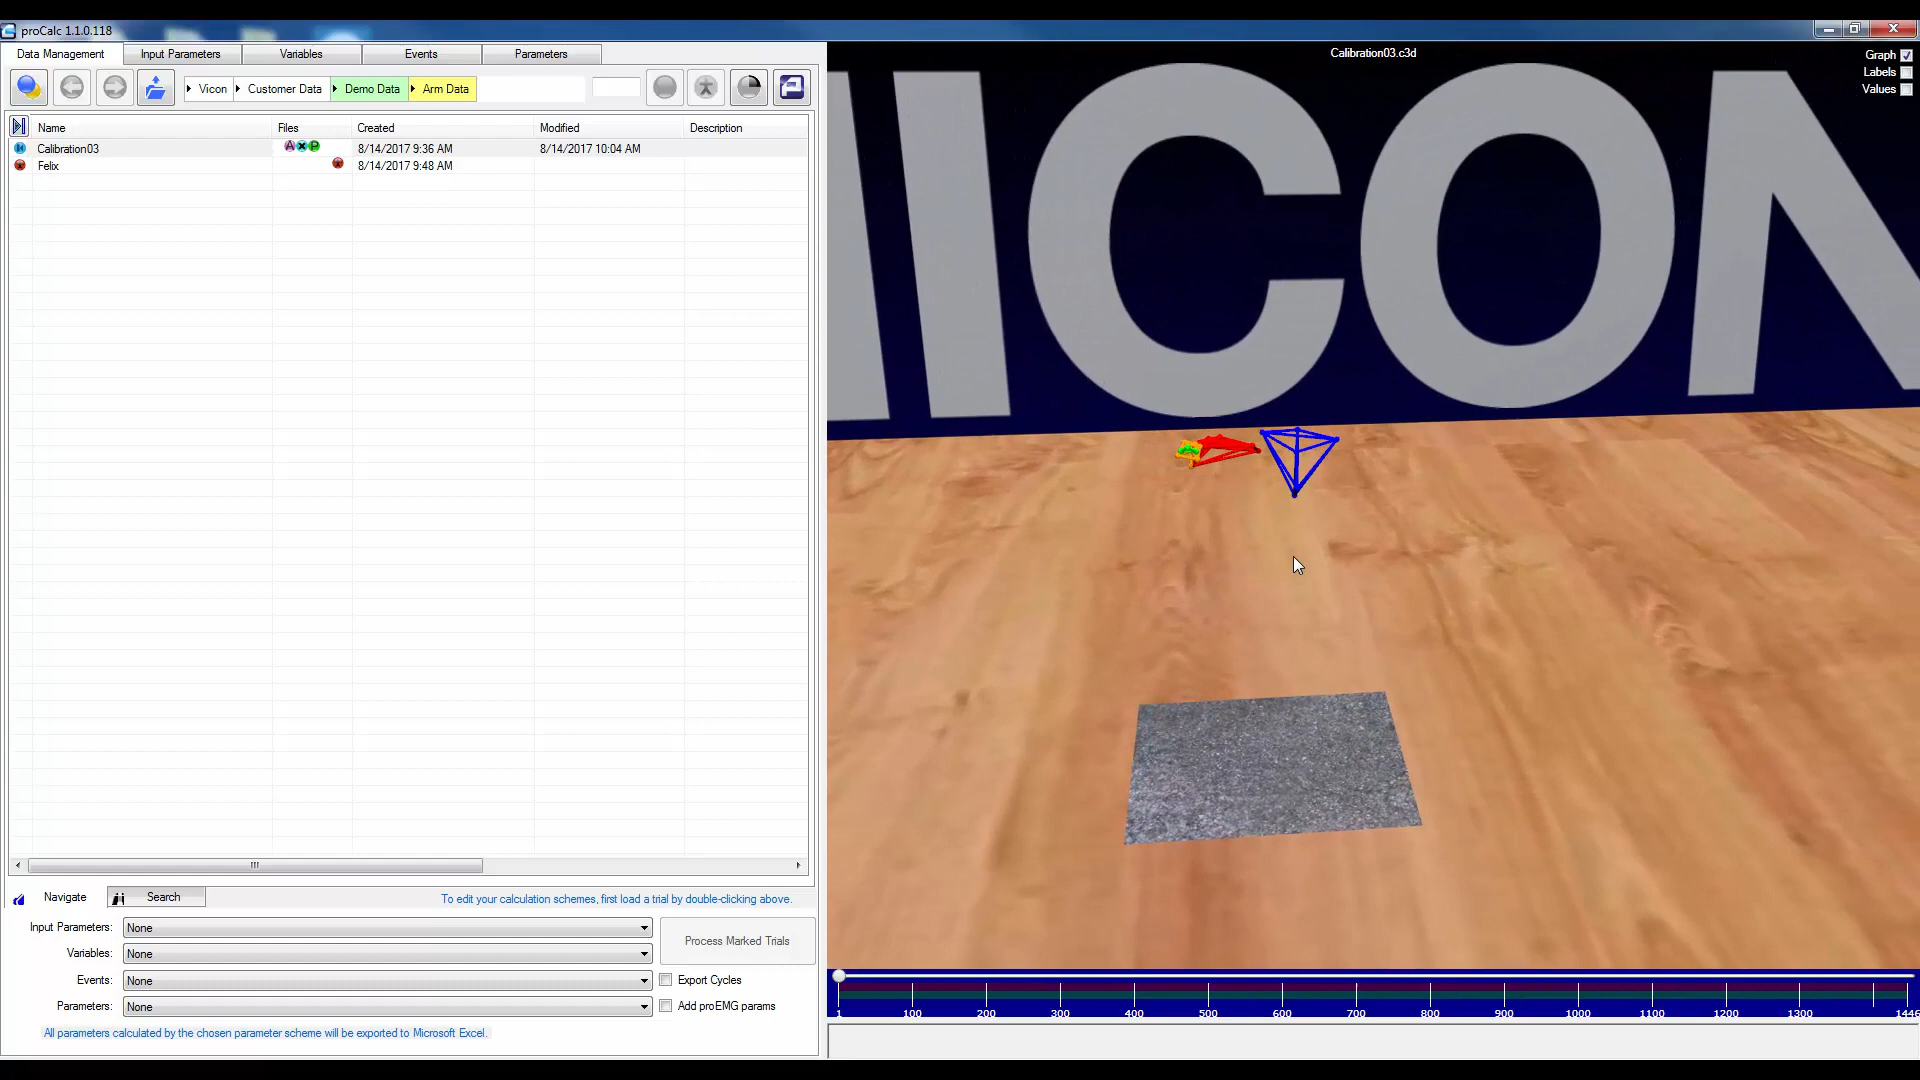 proCalc 1.1.0.118
Data Management Input Parameters Variables Events Parameters
Vicon Customer Data Demo Data Arm Data
Name Files Created Modified Description
Calibration03 A X P 8/14/2017 9:36 AM 8/14/2017 10:04 AM
Felix 8/14/2017 9:48 AM
Navigate Search To edit your calculation schemes, first load a trial by double-clicking above.
Input Parameters: None
Variables: None
Process Marked Trials
Events: None Export Cycles
Parameters: None Add proEMG params
All parameters calculated by the chosen parameter scheme will be exported to Microsoft Excel.
Calibration03.c3d
Graph
Labels
Values
VICON
1 100 200 300 400 500 600 700 800 900 1000 1100 1200 1300 1446